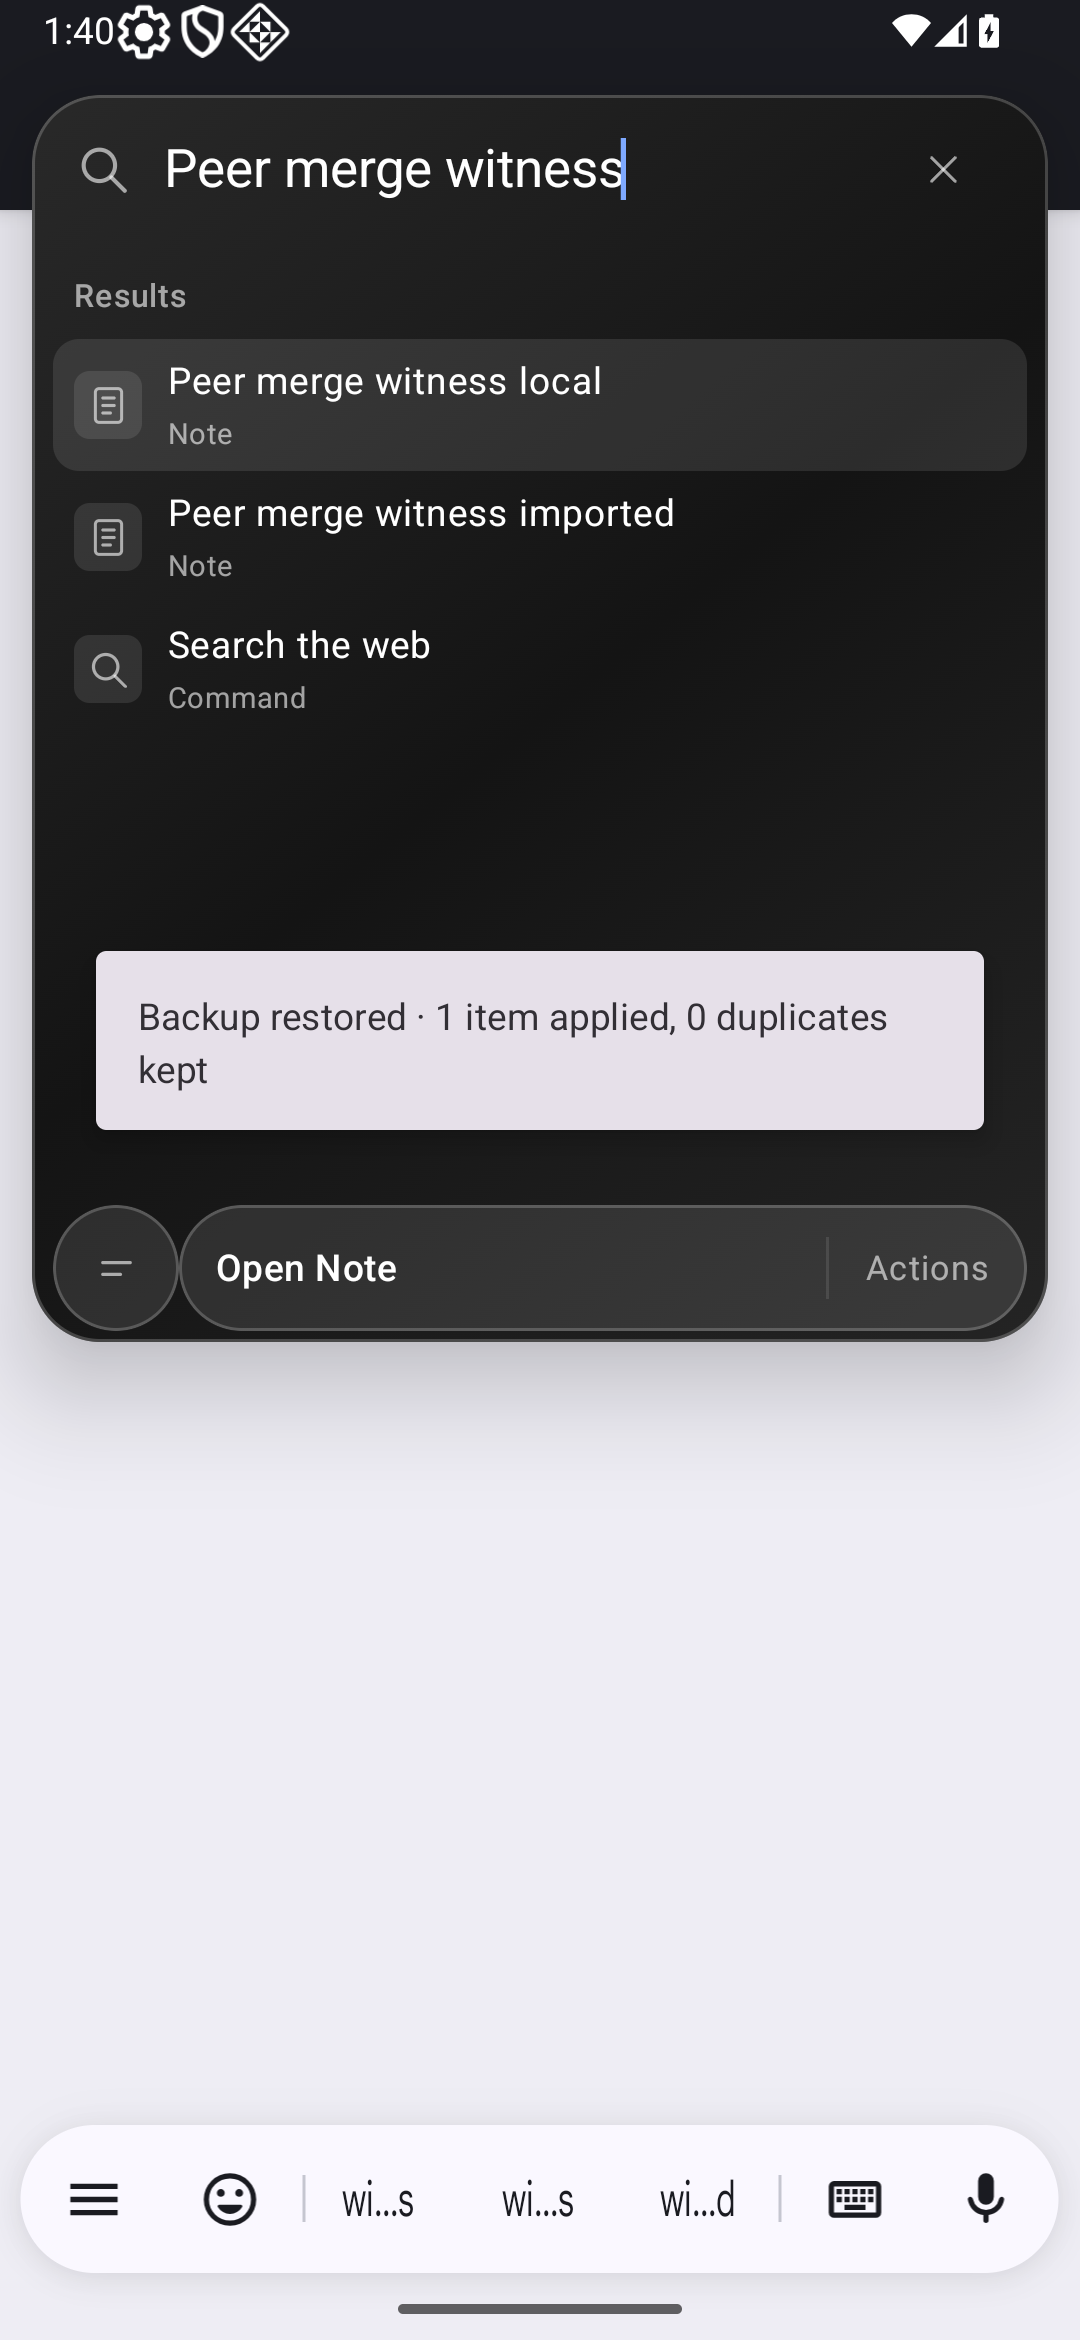 1:40
Peer merge witness
Results
Peer merge witness local
Note
Peer merge witness imported
Note
Search the web
Command
Backup restored · 1 item applied, 0 duplicates
kept
Open Note
Actions
wi...s
wi...s
wi...d